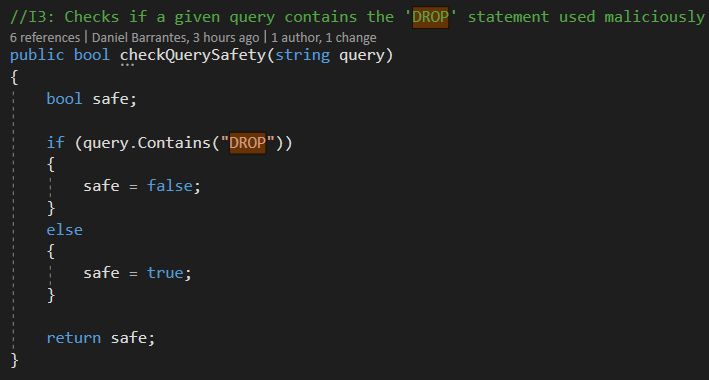 //I3: Checks if a given query contains the 'DROP' statement used maliciously
6 references | Daniel Barrantes, 3 hours ago | 1 author, 1 change
public bool checkQuerySafety(string query)
{
bool safe;
if (query.Contains("DROP"))
{
safe = false;
}
else
{
safe = true;
}
return safe;
}